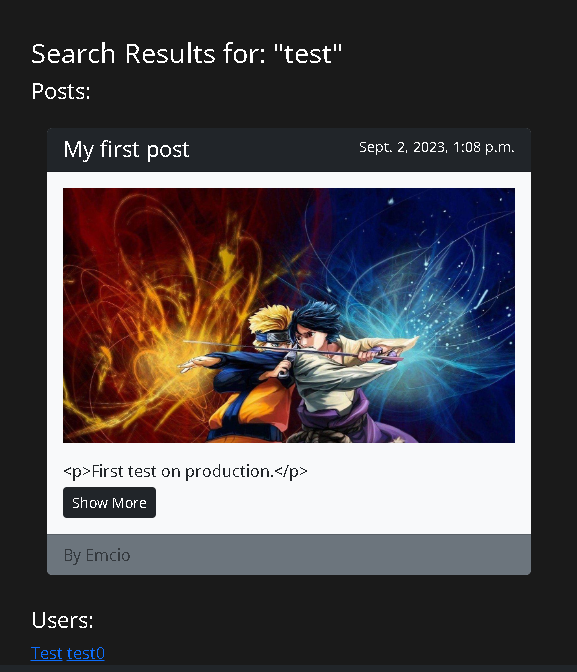 Search Results for: "test"
Posts:
My first post
Sept. 2, 2023, 1:08 p.m.
<p>First test on production.</p>
Show More
By Emcio
Users:
Test test0